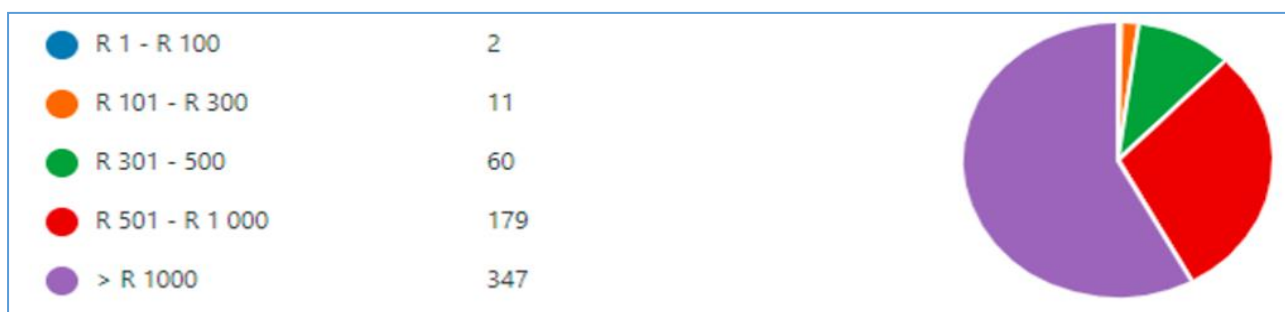 R 1 - R 100 2
R 101 - R 300 11
R 301 - 500 60
R 501 - R 1 000 179
> R 1000 347